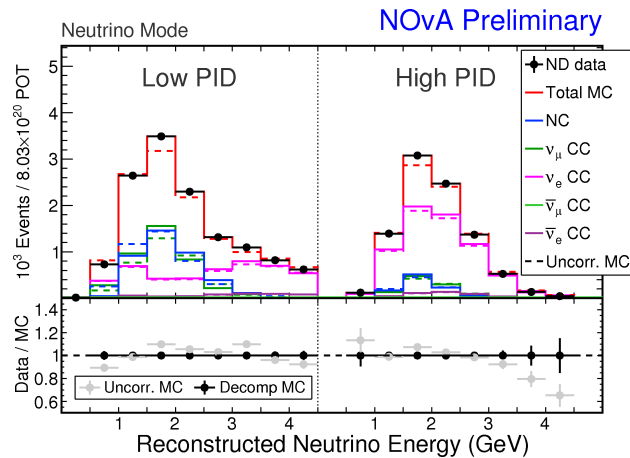 Neutrino Mode
NOνA Preliminary
Low PID
High PID
10³ Events / 8.03×10²⁰ POT
5
4
3
2
1
ND data
Total MC
NC
ν_μ CC
ν_e CC
ν̅_μ CC
ν̅_e CC
Uncorr. MC
Data / MC
1.4
1.2
1.0
0.8
0.6
Uncorr. MC
Decomp MC
1 2 3 4 1 2 3 4
Reconstructed Neutrino Energy (GeV)